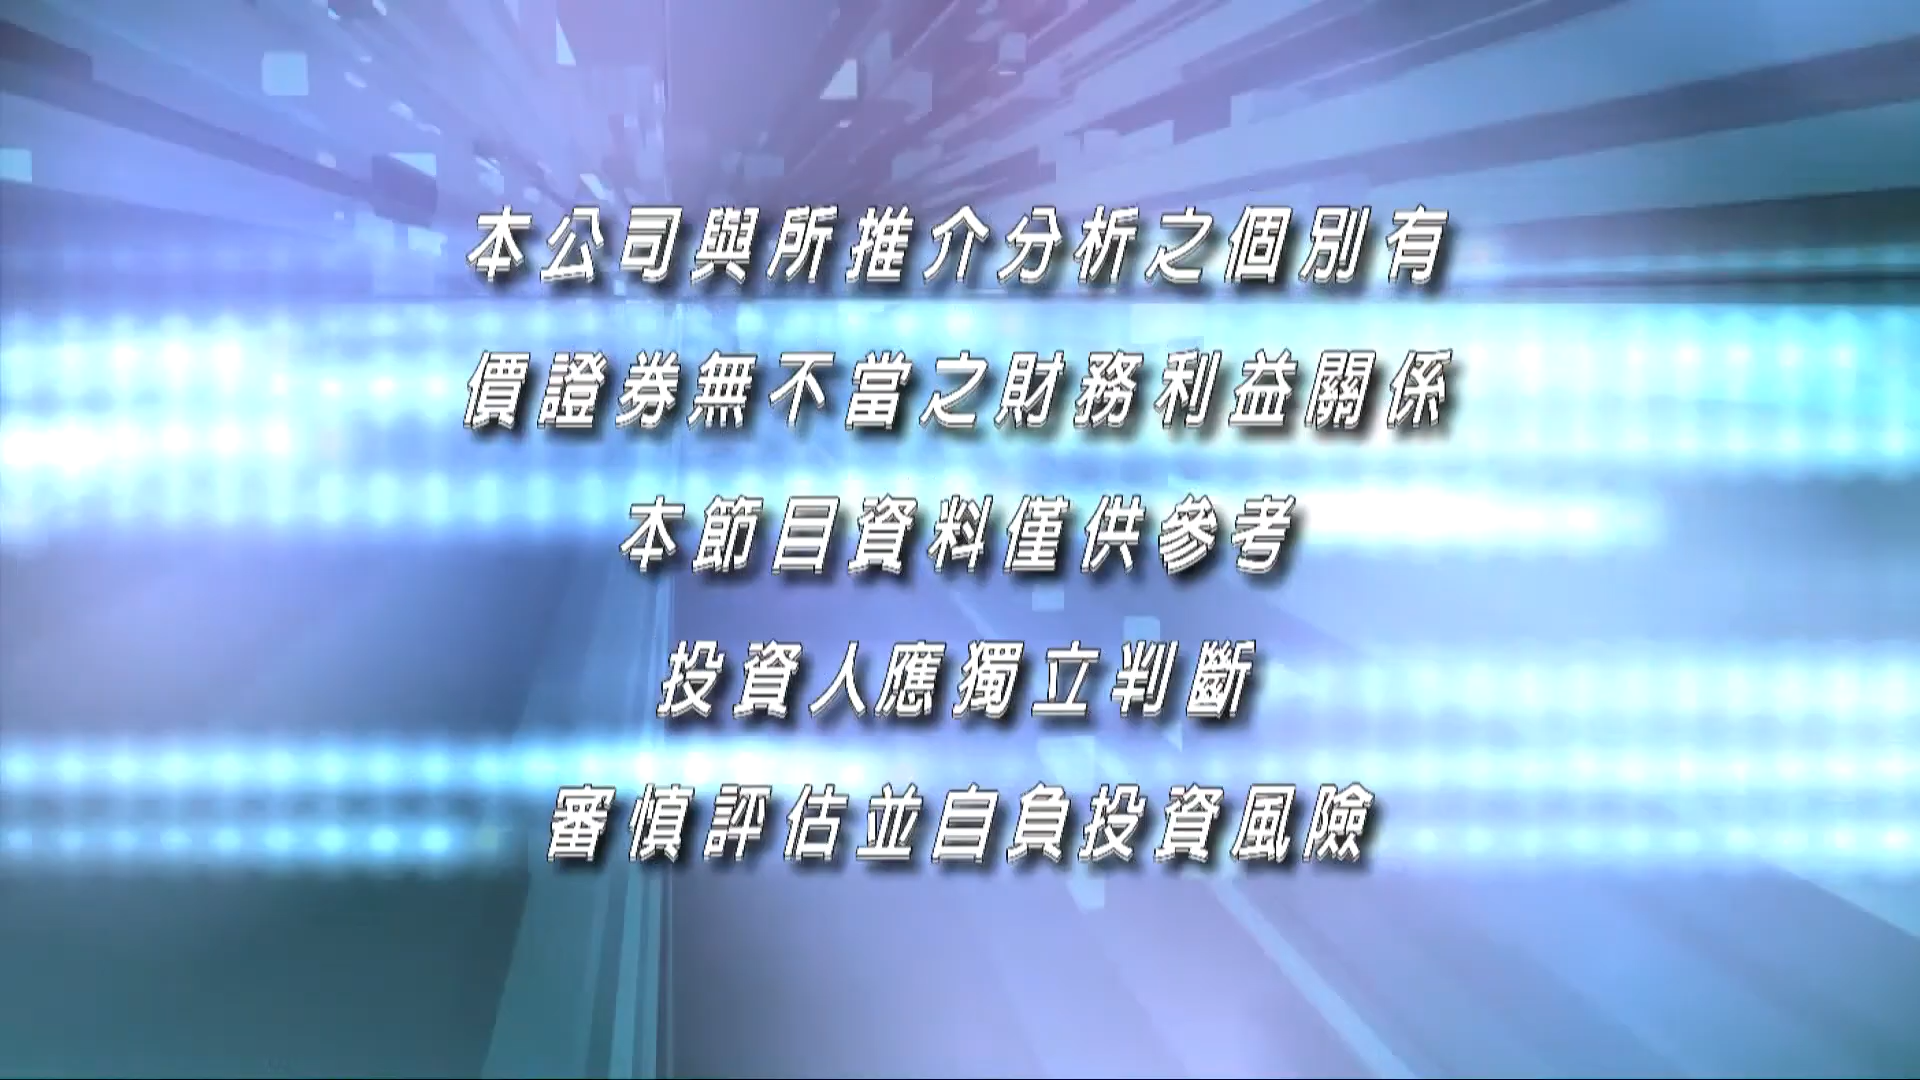 本公司與所推介分析之個別有
價證券無不當之財務利益關係
本節目資料僅供參考
投資人應獨立判斷
審慎評估並自負投資風險